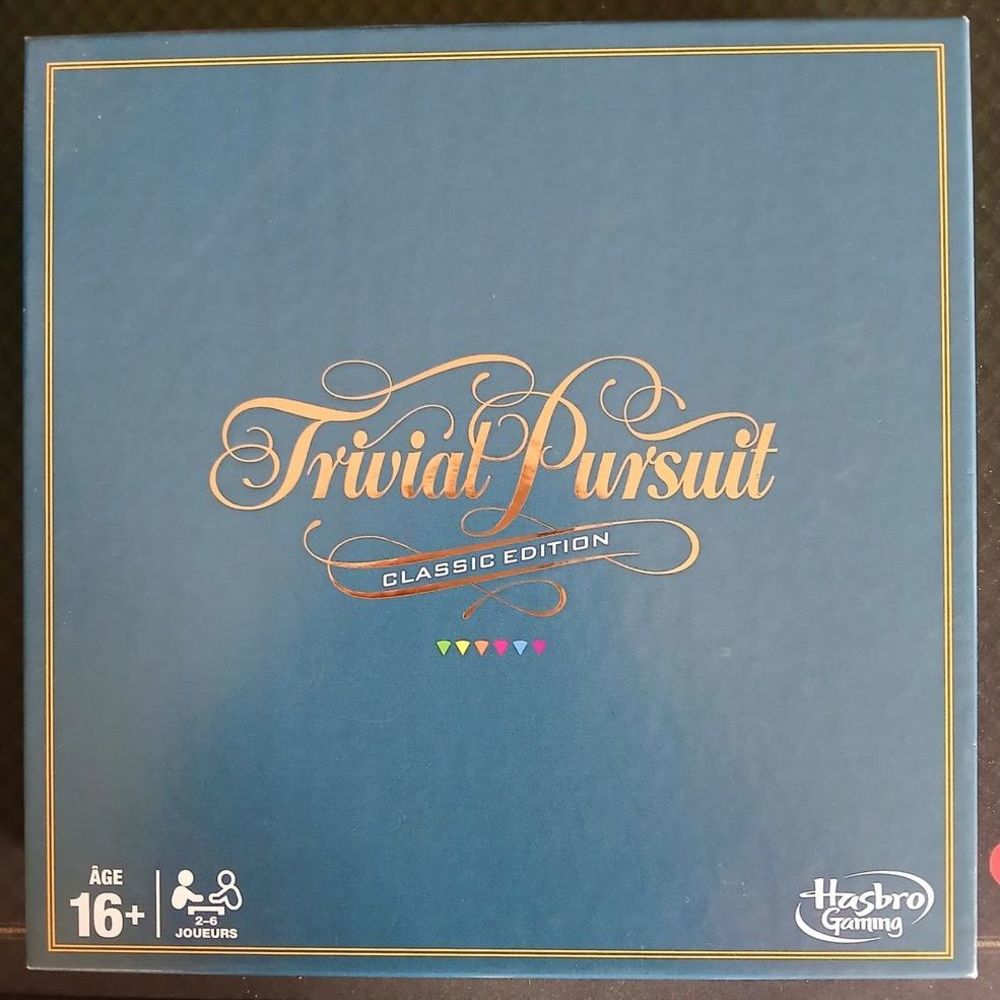 Trivial Pursuit
CLASSIC EDITION
ÂGE
16+
2-6
JOUEURS
Hasbro
Gaming